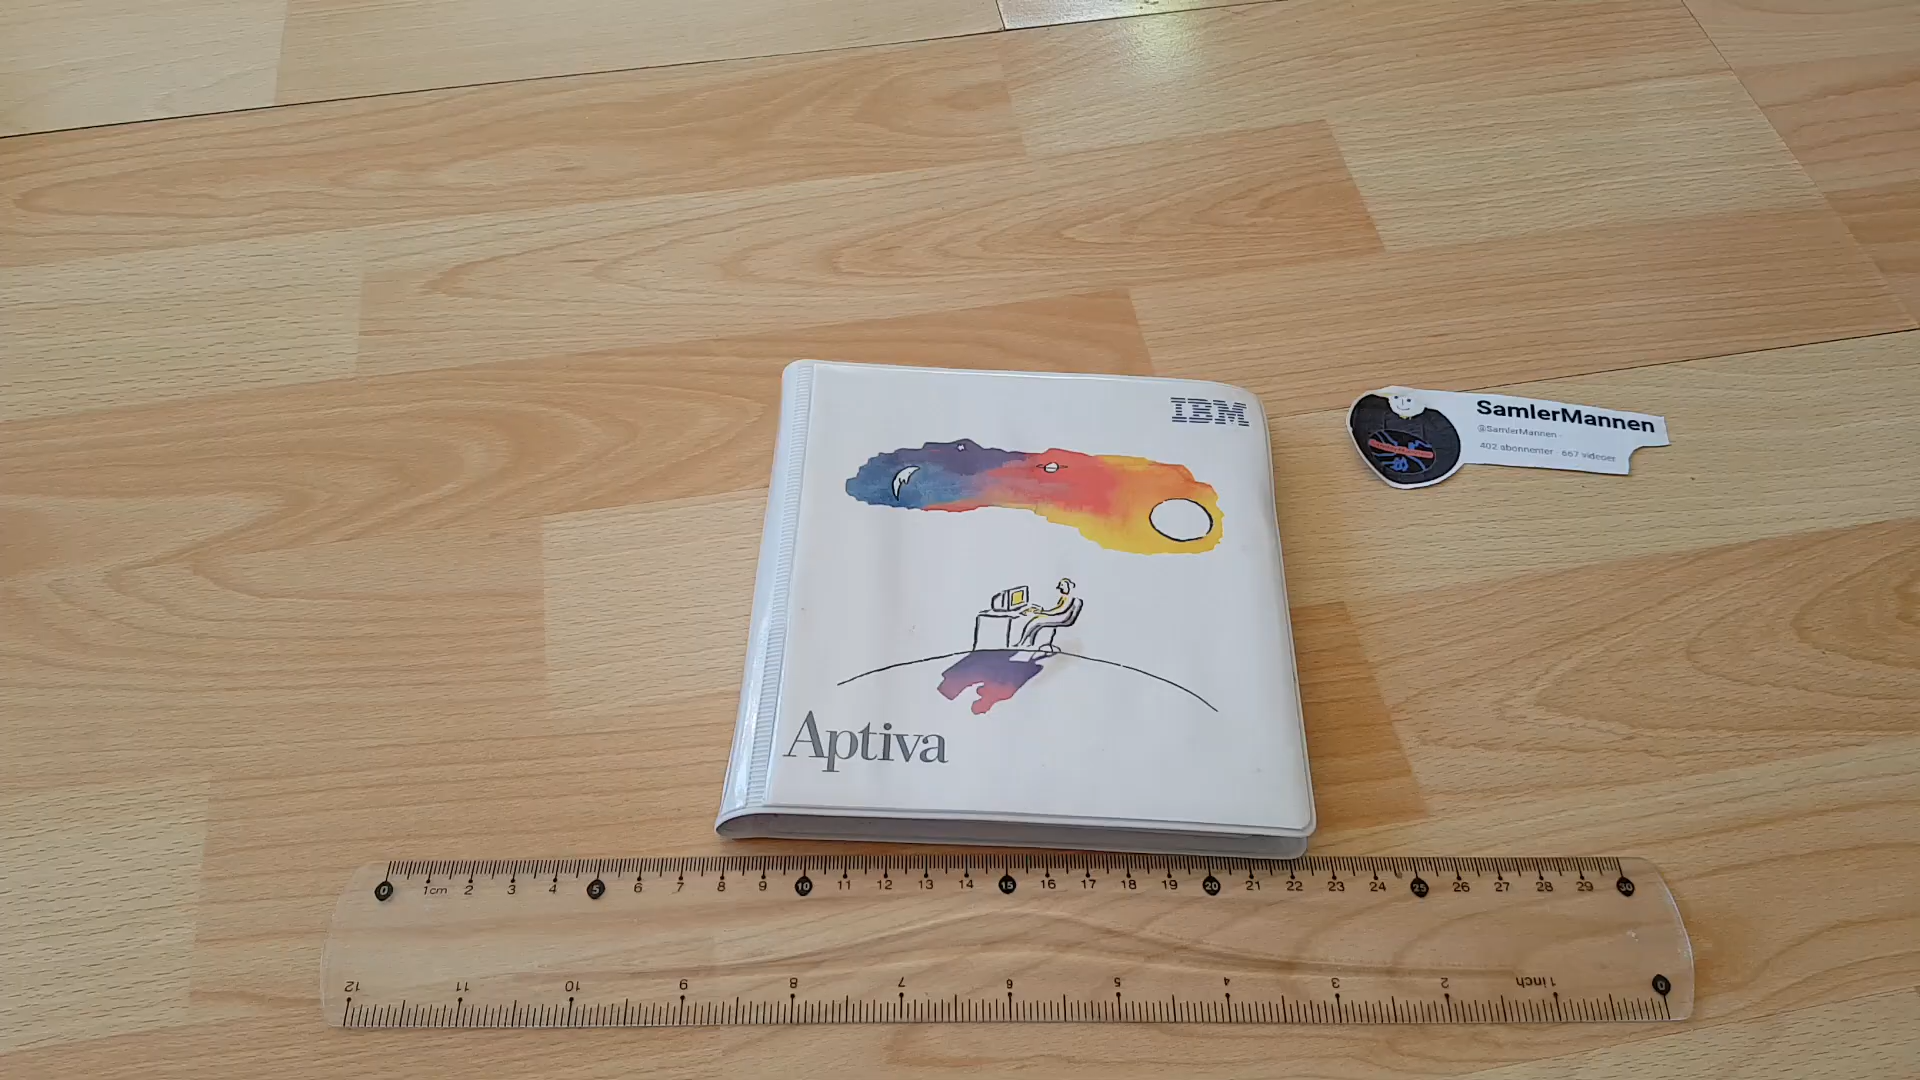 IBM
SamlerMannen
@SamlerMannen
402 abonnenter · 667 videoer
Aptiva
0 1cm 2 3 4 5 6 7 8 9 10 11 12 13 14 15 16 17 18 19 20 21 22 23 24 25 26 27 28 29 30
12 11 10 9 8 7 6 5 4 3 2 1 inch 0